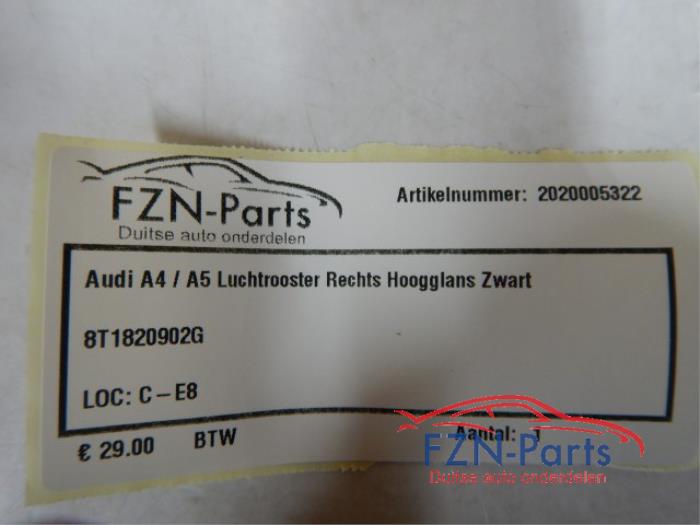 FZN-Parts
Duitse auto onderdelen
Artikelnummer: 2020005322
Audi A4 / A5 Luchtrooster Rechts Hoogglans Zwart
8T1820902G
LOC: C-E8
€ 29.00 BTW
Aantal: 1
FZN-Parts
Duitse auto onderdelen